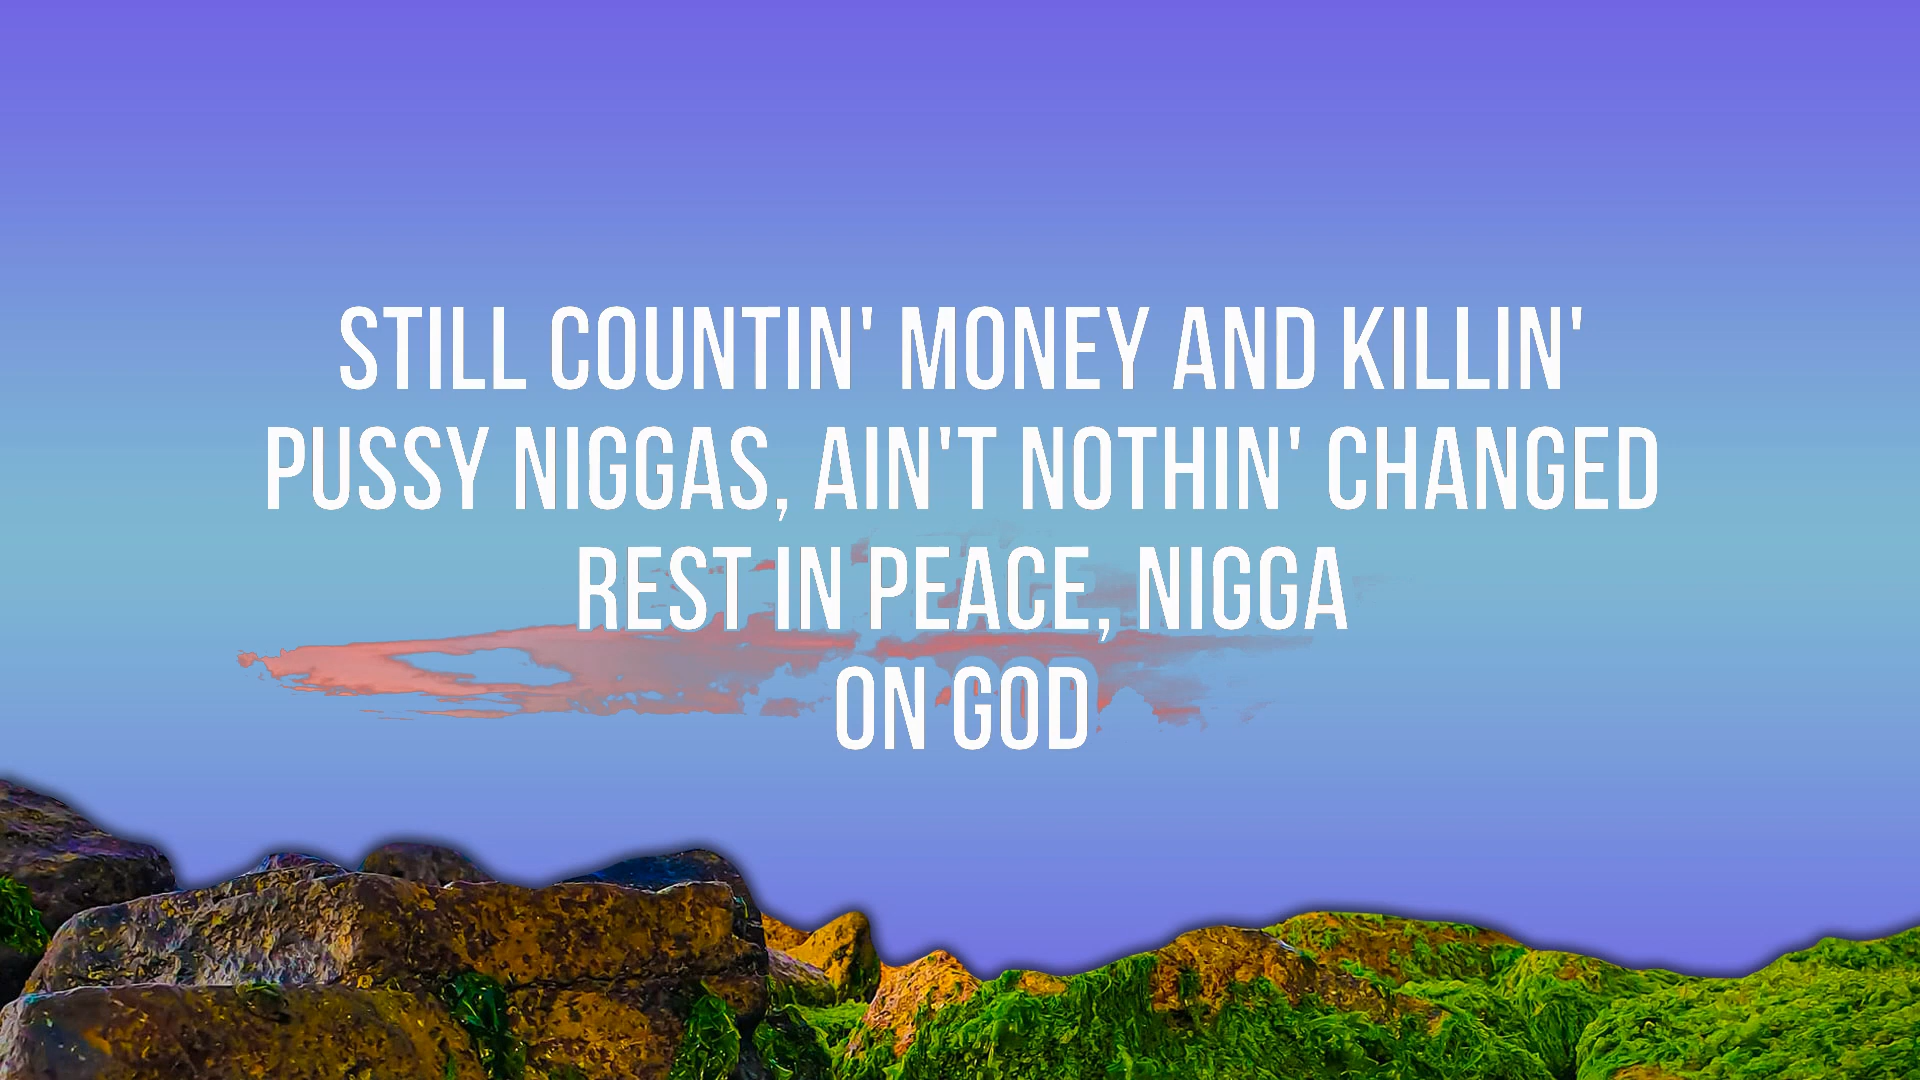 STILL COUNTIN' MONEY AND KILLIN'
PUSSY NIGGAS, AIN'T NOTHIN' CHANGED
REST IN PEACE, NIGGA
ON GOD